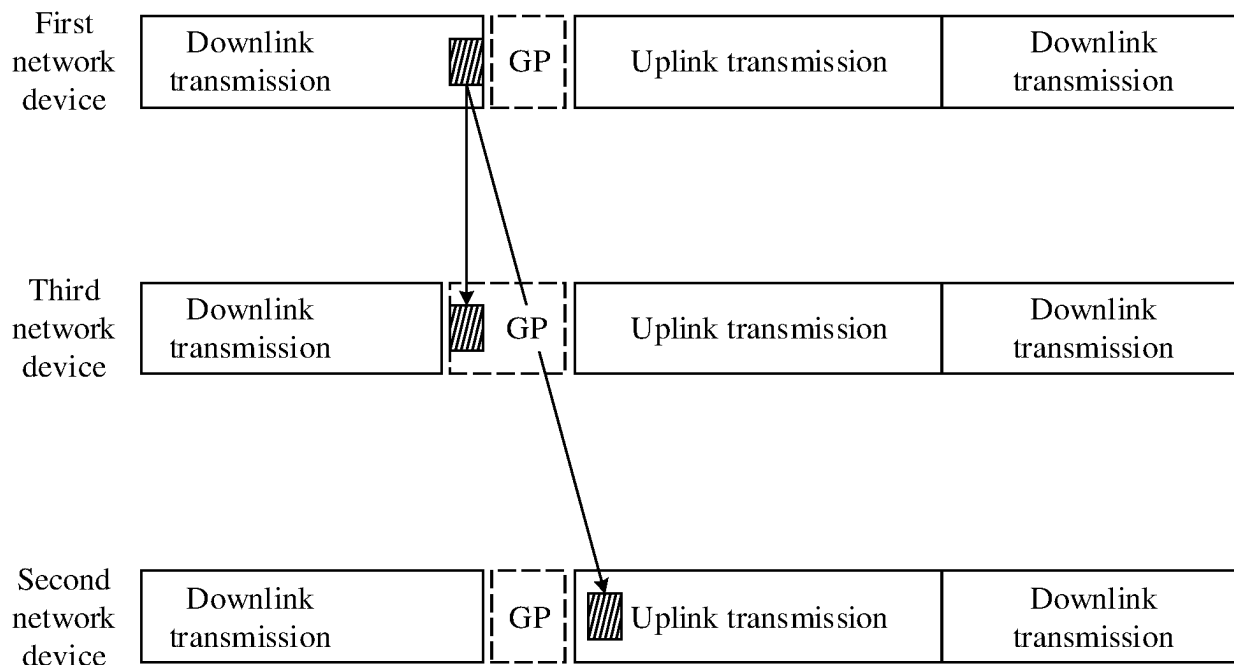 First
network
device
Downlink
transmission
GP
Uplink transmission
Downlink
transmission
Third
network
device
Downlink
transmission
GP
Uplink transmission
Downlink
transmission
Second
network
device
Downlink
transmission
GP
Uplink transmission
Downlink
transmission